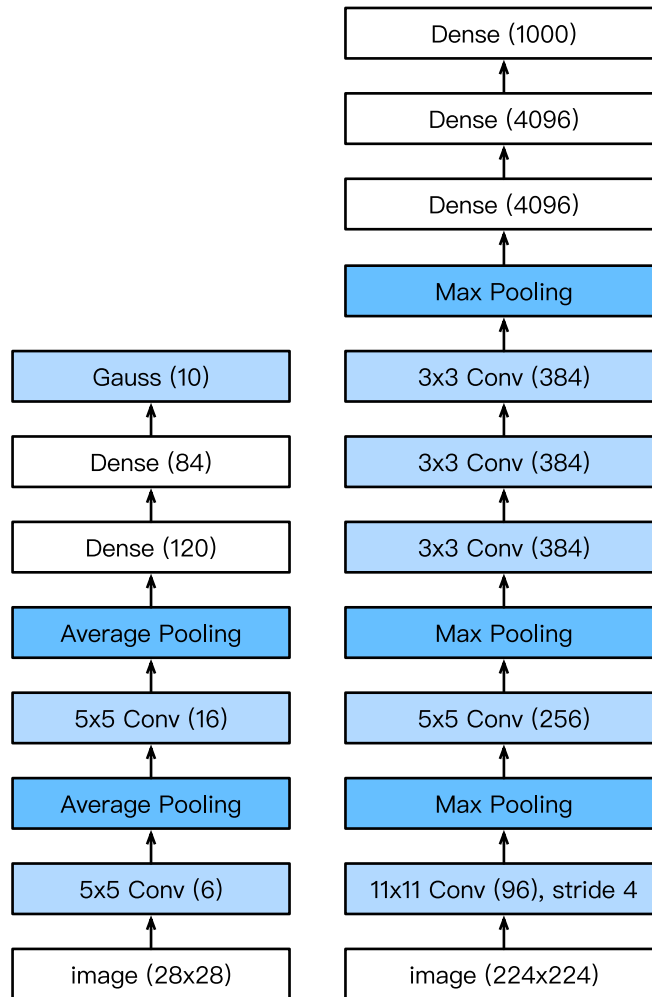 Gauss (10)
Dense (84)
Dense (120)
Average Pooling
5x5 Conv (16)
Average Pooling
5x5 Conv (6)
image (28x28)
Dense (1000)
Dense (4096)
Dense (4096)
Max Pooling
3x3 Conv (384)
3x3 Conv (384)
3x3 Conv (384)
Max Pooling
5x5 Conv (256)
Max Pooling
11x11 Conv (96), stride 4
image (224x224)